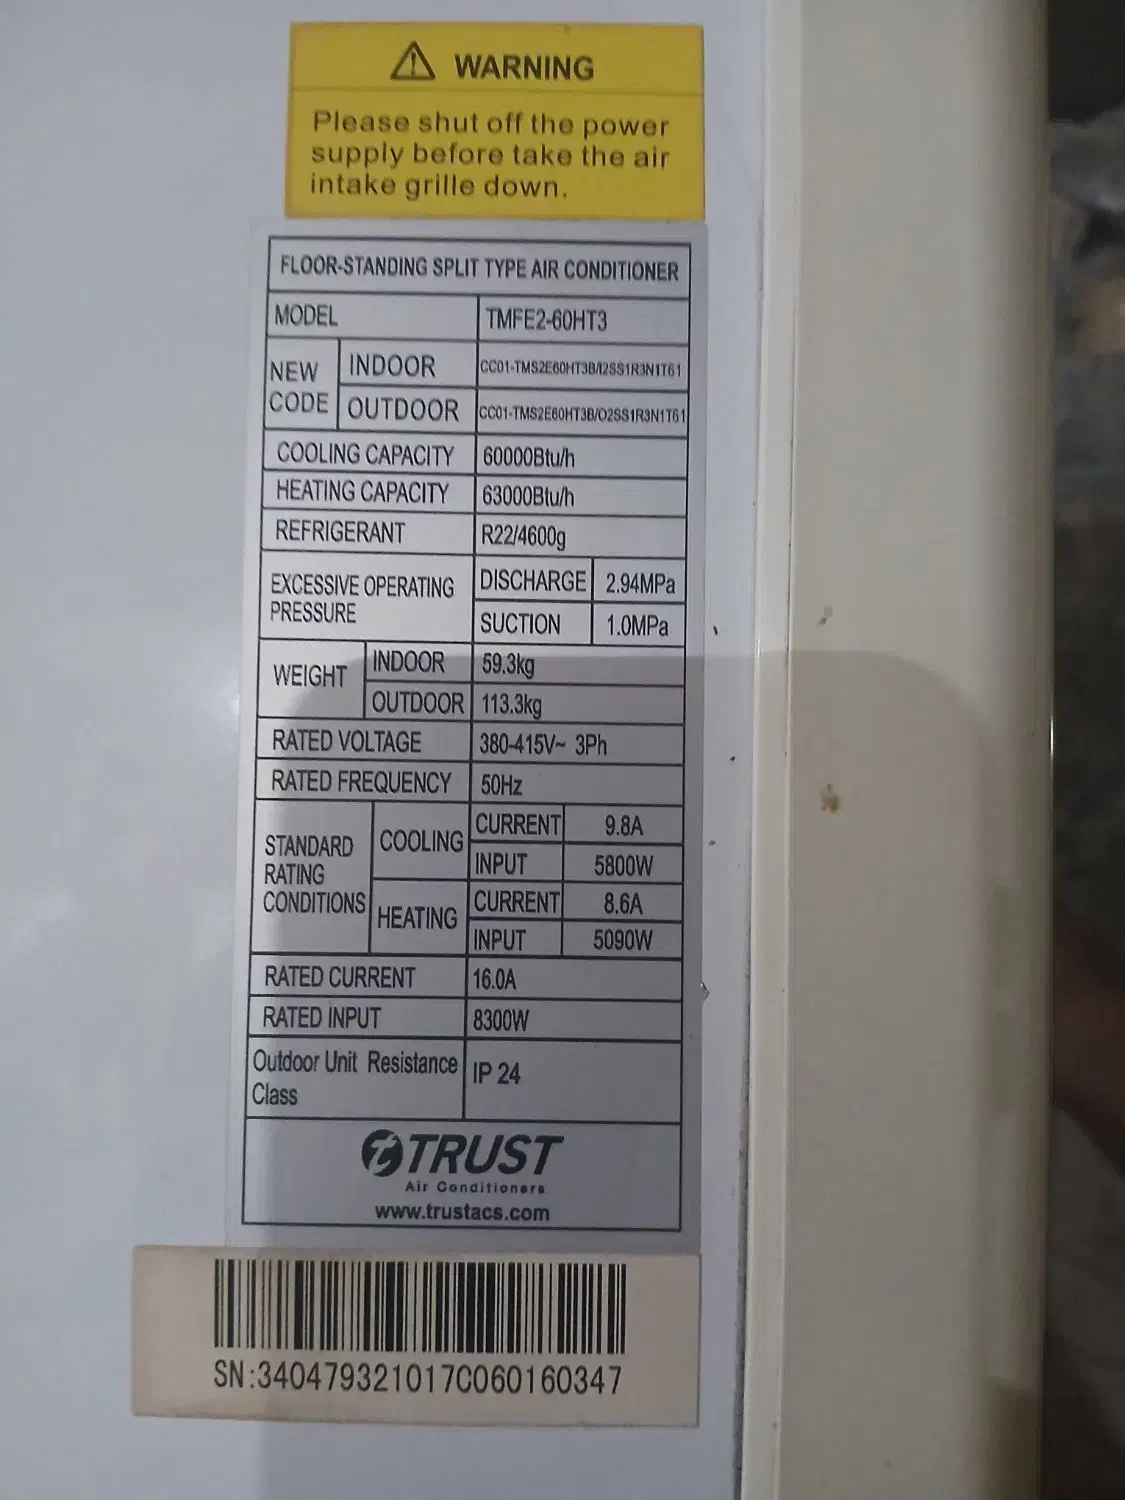 WARNING
Please shut off the power
supply before take the air
intake grille down.
FLOOR-STANDING SPLIT TYPE AIR CONDITIONER
MODEL TMFE2-60HT3
NEW CODE INDOOR CC01-TMS2E60HT3B/I2SS1R3N1T61
OUTDOOR CC01-TMS2E60HT3B/O2SS1R3N1T61
COOLING CAPACITY 60000Btu/h
HEATING CAPACITY 63000Btu/h
REFRIGERANT R22/4600g
EXCESSIVE OPERATING PRESSURE DISCHARGE 2.94MPa
SUCTION 1.0MPa
WEIGHT INDOOR 59.3kg
OUTDOOR 113.3kg
RATED VOLTAGE 380-415V~ 3Ph
RATED FREQUENCY 50Hz
STANDARD RATING CONDITIONS COOLING CURRENT 9.8A
INPUT 5800W
HEATING CURRENT 8.6A
INPUT 5090W
RATED CURRENT 16.0A
RATED INPUT 8300W
Outdoor Unit Resistance Class IP 24
TRUST
Air Conditioners
www.trustacs.com
SN:340479321017C060160347